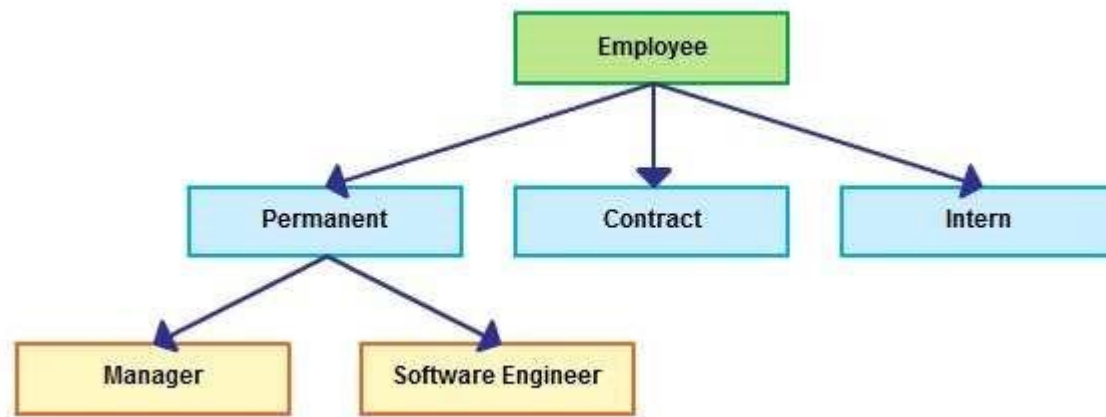 Employee
Permanent
Contract
Intern
Manager
Software Engineer